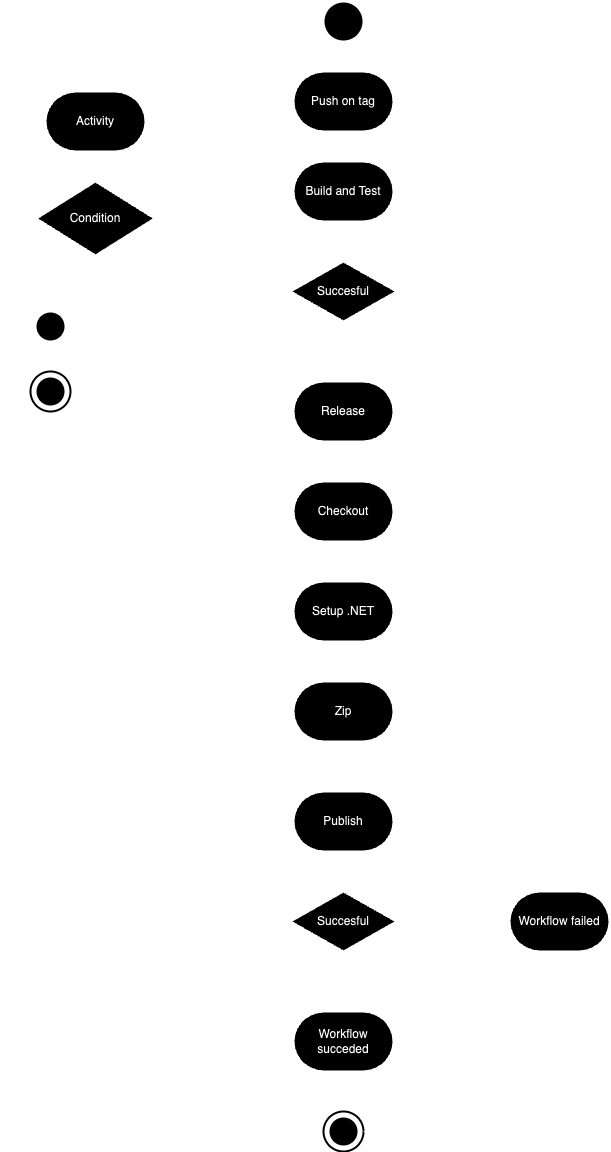 Activity
Condition
Push on tag
Build and Test
Succesful
Release
Checkout
Setup .NET
Zip
Publish
Succesful
Workflow failed
Workflow
succeded